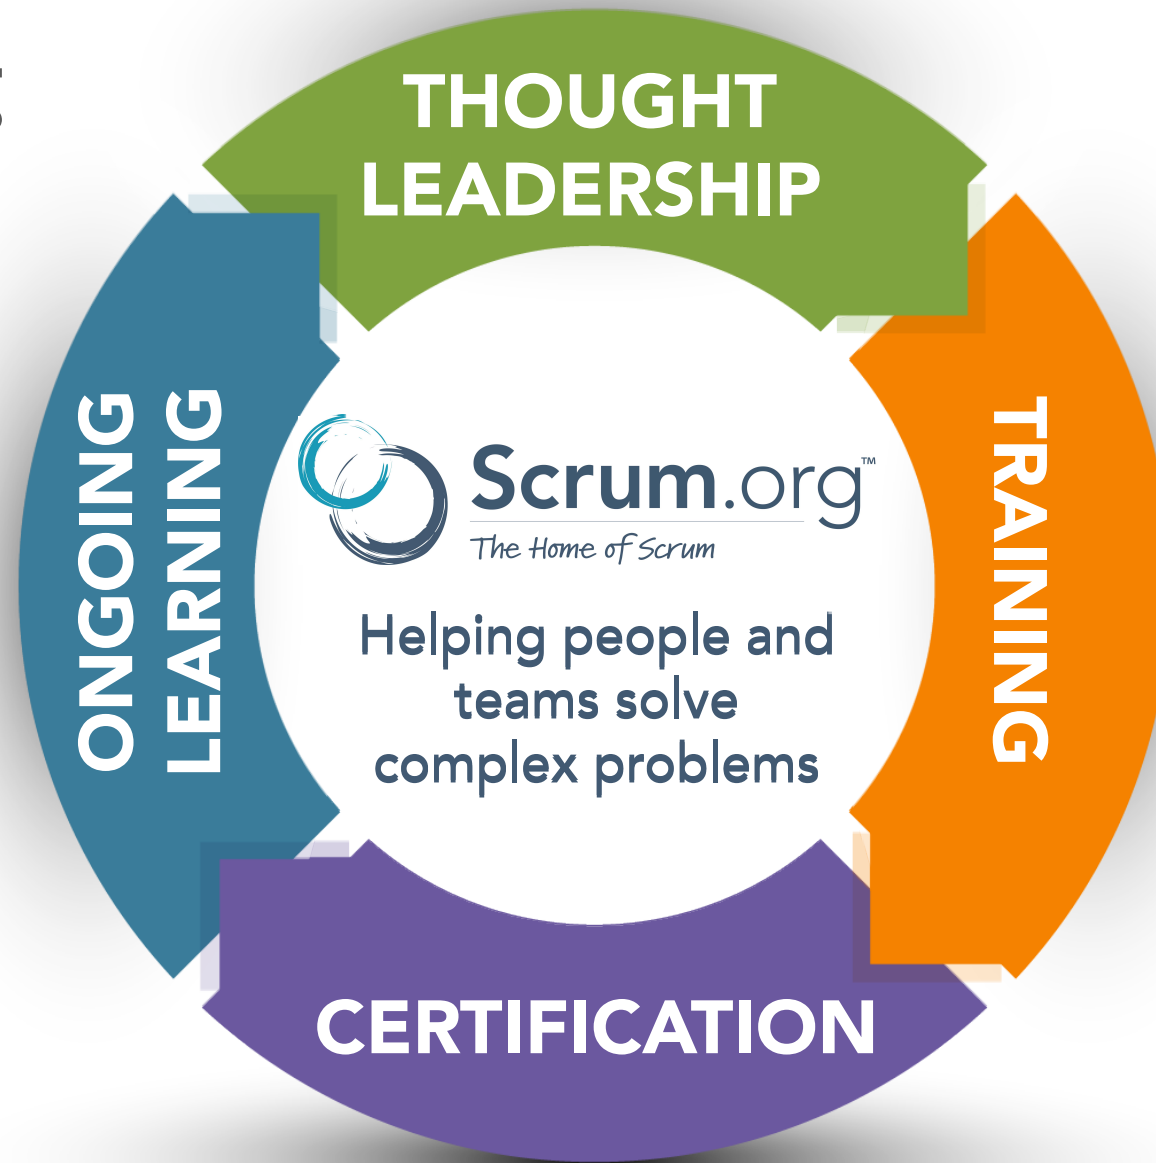 THOUGHT
LEADERSHIP
TRAINING
CERTIFICATION
ONGOING
LEARNING
Scrum.org™
The Home of Scrum
Helping people and
teams solve
complex problems